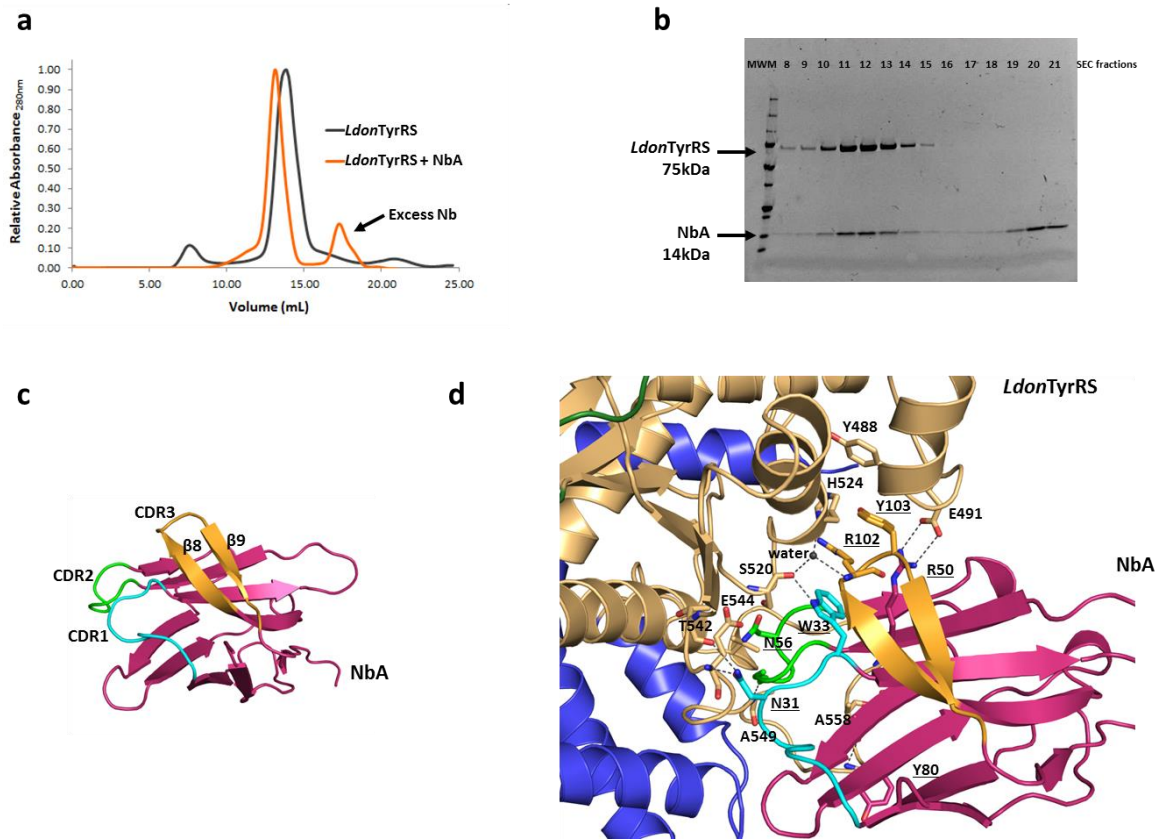 a
Relative Absorbance 280nm
1.00
0.90
0.80
0.70
0.60
0.50
0.40
0.30
0.20
0.10
0.00
0.00 5.00 10.00 15.00 20.00 25.00
Volume (mL)
LdonTyrRS
LdonTyrRS + NbA
Excess Nb
b
MWM 8 9 10 11 12 13 14 15 16 17 18 19 20 21 SEC fractions
LdonTyrRS
75kDa
NbA
14kDa
c
CDR3
β8 β9
CDR2
CDR1
NbA
d
LdonTyrRS
Y488
H524
Y103
E491
R102
water
R50
NbA
S520
E544
W33
T542
N56
N31
A558
A549
Y80